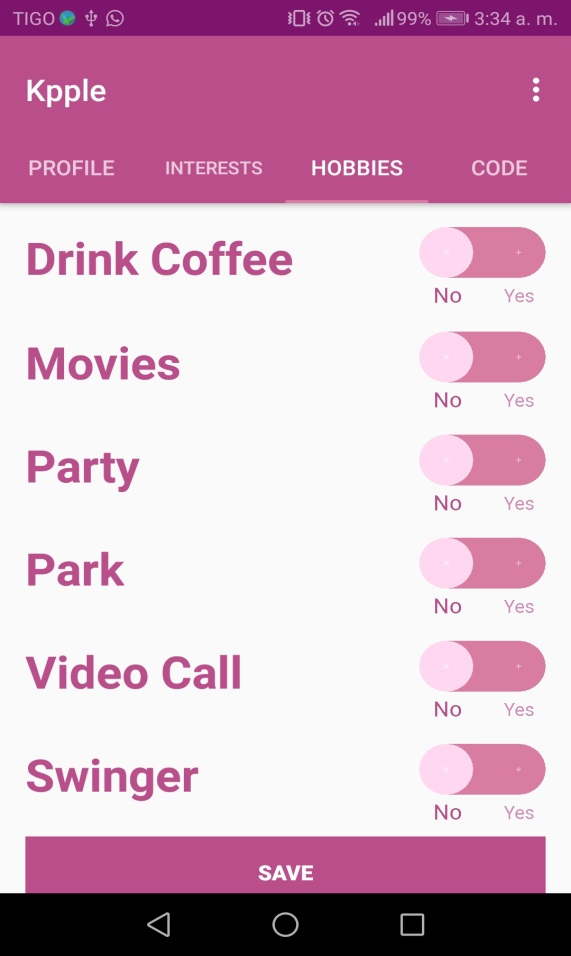 TIGO 99% 3:34 a. m.
Kpple
PROFILE INTERESTS HOBBIES CODE
Drink Coffee
No Yes
Movies
No Yes
Party
No Yes
Park
No Yes
Video Call
No Yes
Swinger
No Yes
SAVE